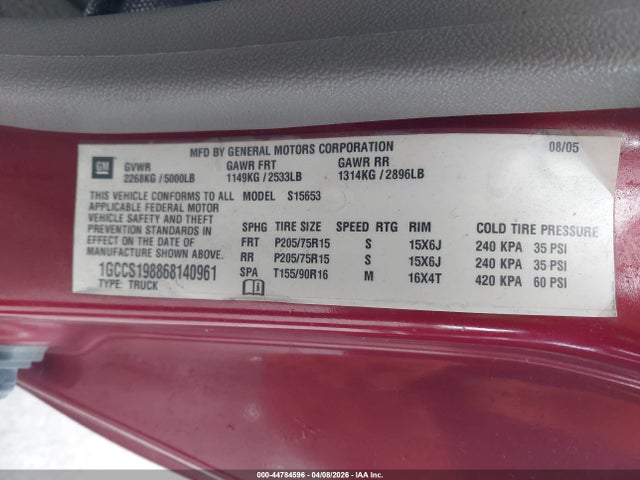 MFD BY GENERAL MOTORS CORPORATION 08/05
GM GVWR GAWR FRT GAWR RR
2268KG / 5000LB 1149KG / 2533LB 1314KG / 2896LB
THIS VEHICLE CONFORMS TO ALL MODEL S15653
APPLICABLE FEDERAL MOTOR
VEHICLE SAFETY AND THEFT
PREVENTION STANDARDS IN
EFFECT ON THE DATE OF
MANUFACTURE SHOWN ABOVE.
1GCCS198868140961
TYPE: TRUCK
SPHG TIRE SIZE SPEED RTG RIM COLD TIRE PRESSURE
FRT P205/75R15 S 15X6J 240 KPA 35 PSI
RR P205/75R15 S 15X6J 240 KPA 35 PSI
SPA T155/90R16 M 16X4T 420 KPA 60 PSI
000-44784596 - 04/08/2026 - IAA Inc.